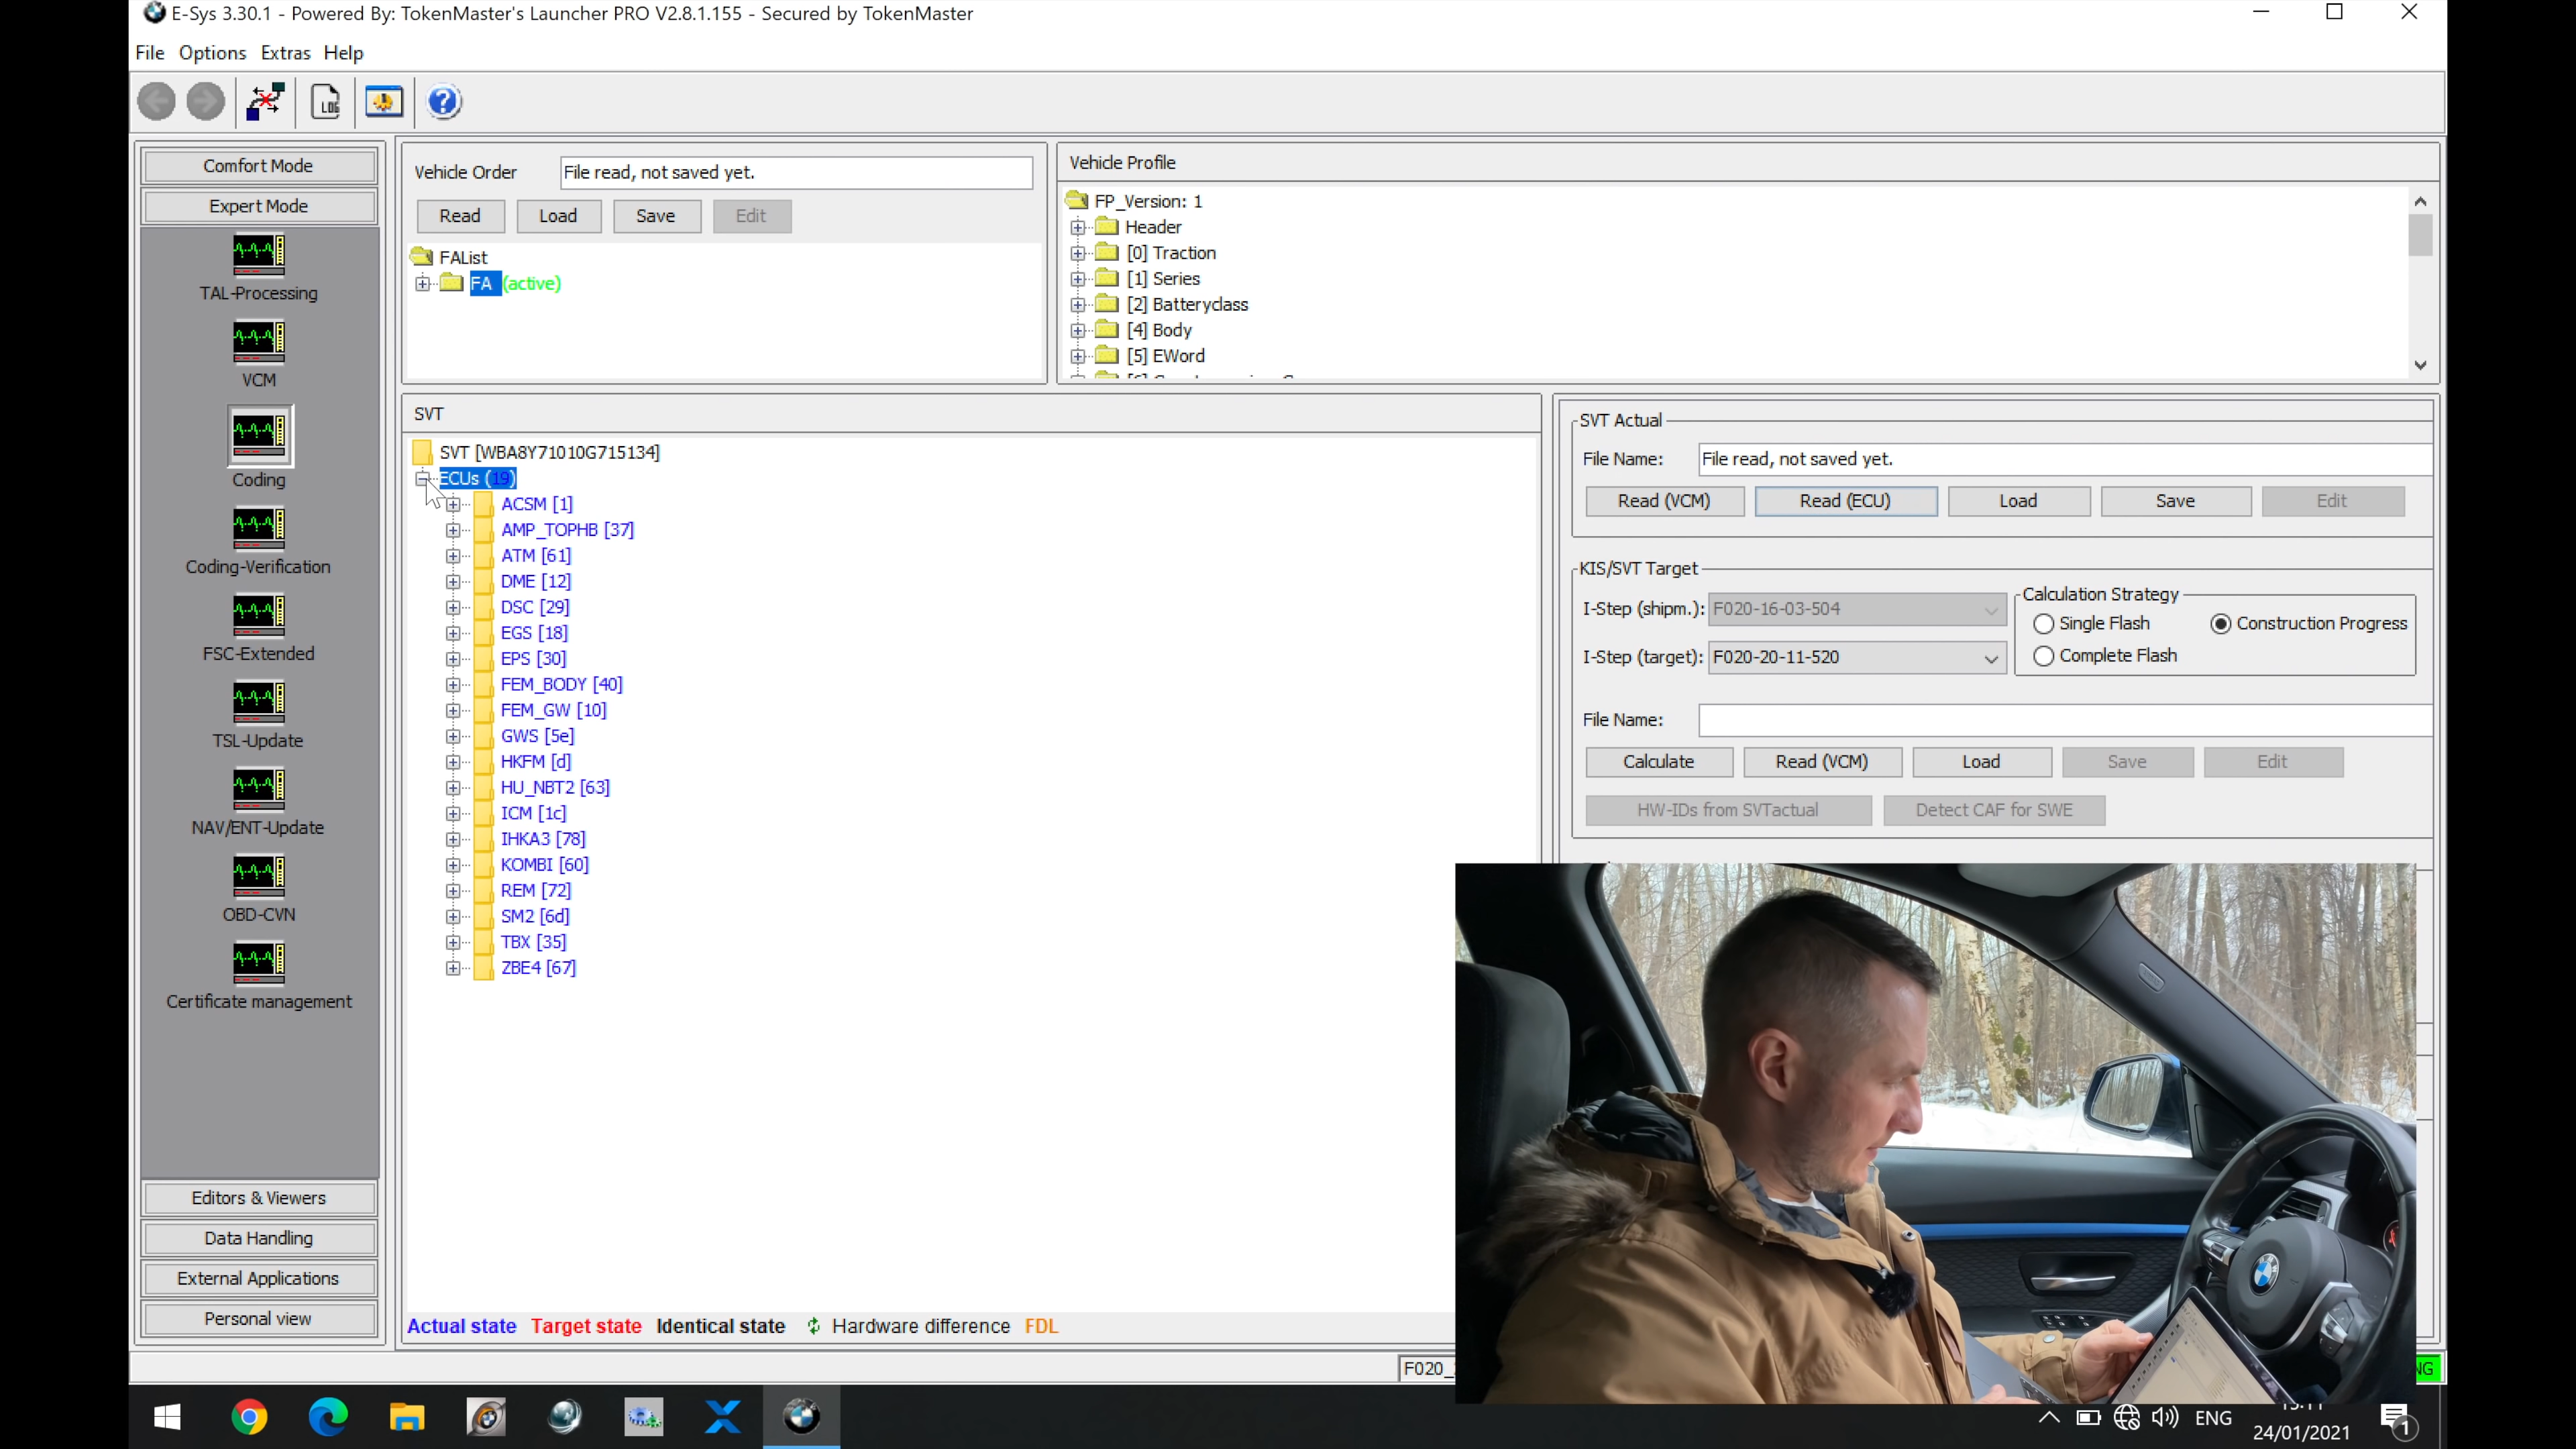 E-Sys 3.30.1 - Powered By: TokenMaster's Launcher PRO V2.8.1.155 - Secured by TokenMaster
File Options Extras Help
LOG
Comfort Mode
Expert Mode
TAL-Processing
VCM
Coding
Coding-Verification
FSC-Extended
TSL-Update
NAV/ENT-Update
OBD-CVN
Certificate management
Editors & Viewers
Data Handling
External Applications
Personal view
Vehicle Order
File read, not saved yet.
Read Load Save Edit
FAList
FA (active)
Vehicle Profile
FP_Version: 1
Header
[0] Traction
[1] Series
[2] Batteryclass
[4] Body
[5] EWord
SVT
SVT [WBA8Y71010G715134]
ECUs (19)
ACSM [1]
AMP_TOPHB [37]
ATM [61]
DME [12]
DSC [29]
EGS [18]
EPS [30]
FEM_BODY [40]
FEM_GW [10]
GWS [5e]
HKFM [d]
HU_NBT2 [63]
ICM [1c]
IHKA3 [78]
KOMBI [60]
REM [72]
SM2 [6d]
TBX [35]
ZBE4 [67]
Actual state Target state Identical state Hardware difference FDL
SVT Actual
File Name: File read, not saved yet.
Read (VCM) Read (ECU) Load Save Edit
KIS/SVT Target
I-Step (shipm.): F020-16-03-504
I-Step (target): F020-20-11-520
Calculation Strategy
Single Flash Construction Progress
Complete Flash
File Name:
Calculate Read (VCM) Load Save Edit
HW-IDs from SVTactual Detect CAF for SWE
F020_
NG
ENG
24/01/2021
1